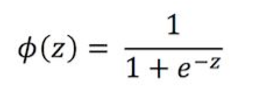 ϕ(z) = 1 / (1 + e⁻ᶻ)